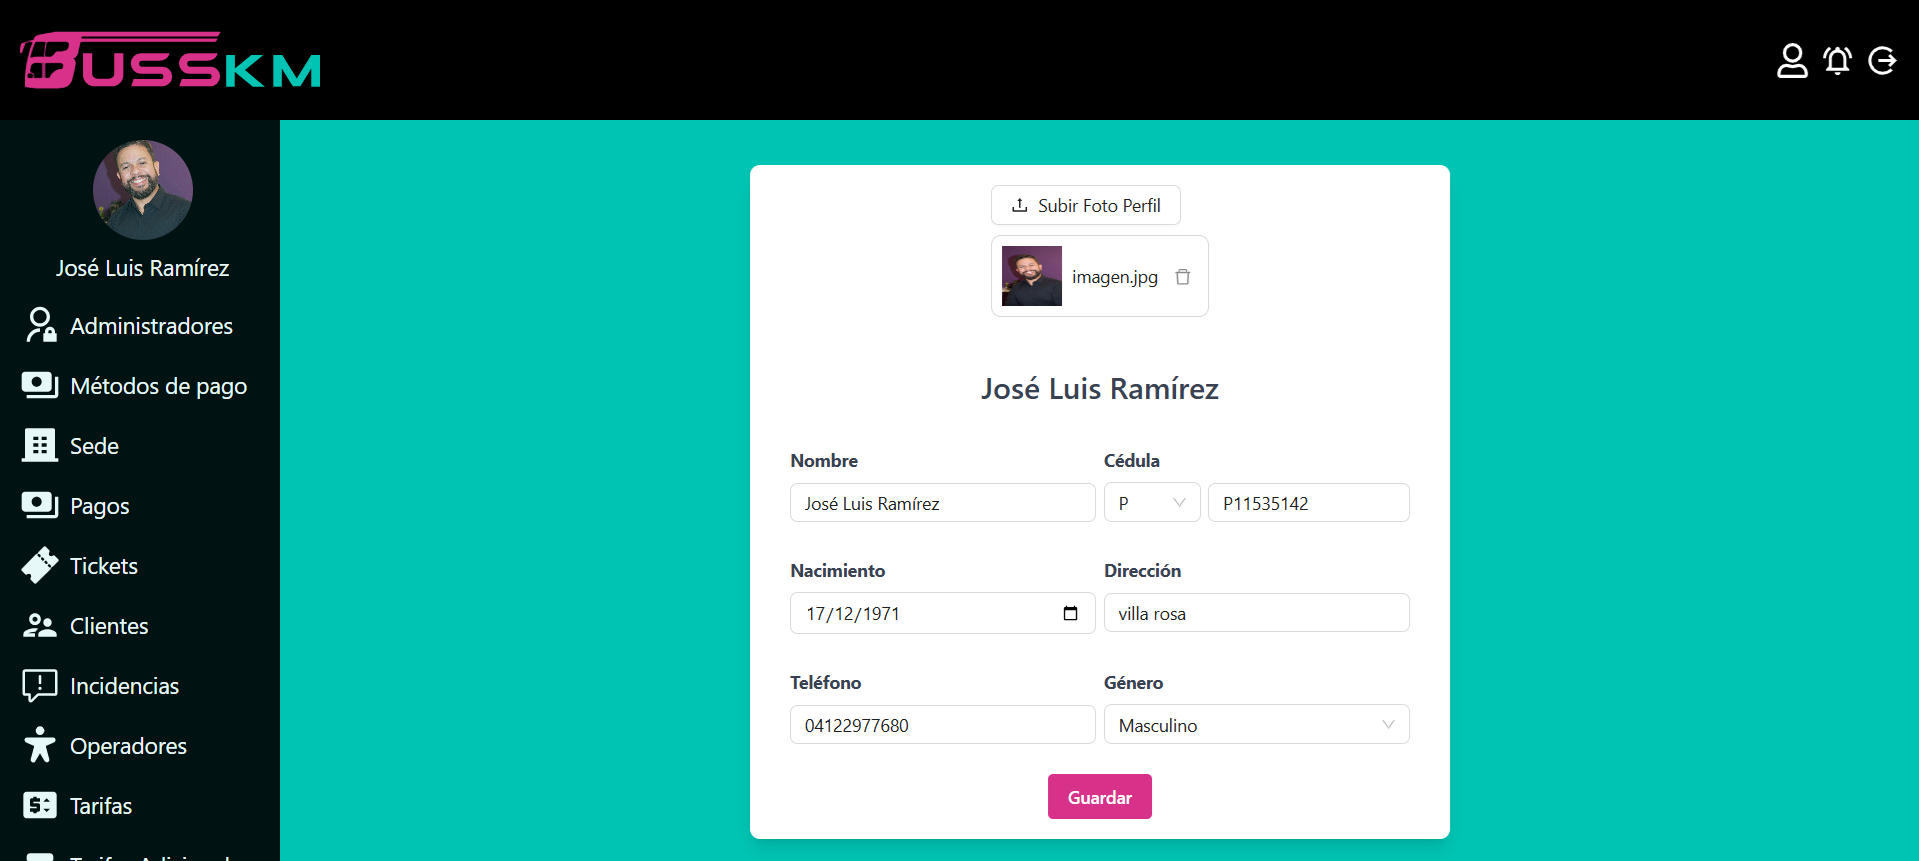 BUSSKM
José Luis Ramírez
Administradores
Métodos de pago
Sede
Pagos
Tickets
Clientes
Incidencias
Operadores
Tarifas
Subir Foto Perfil
imagen.jpg
José Luis Ramírez
Nombre Cédula
José Luis Ramírez P P11535142
Nacimiento Dirección
17/12/1971 villa rosa
Teléfono Género
04122977680 Masculino
Guardar